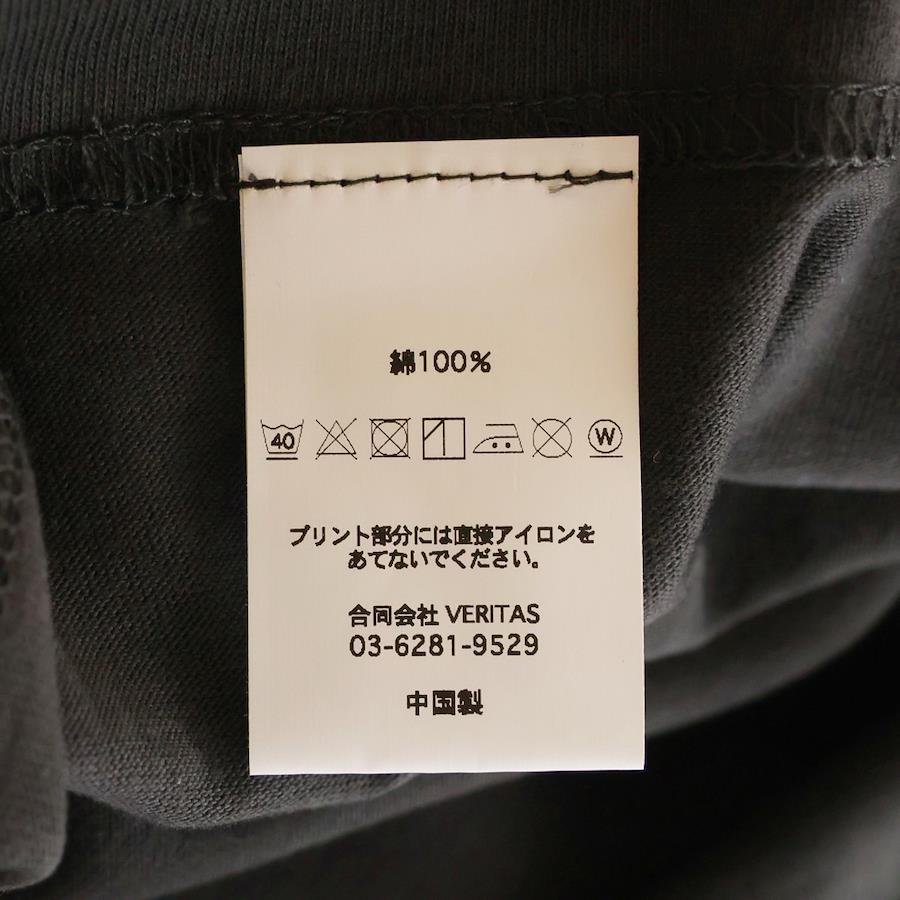 綿100%
40 W
プリント部分には直接アイロンを
あてないでください。
合同会社 VERITAS
03-6281-9529
中国製